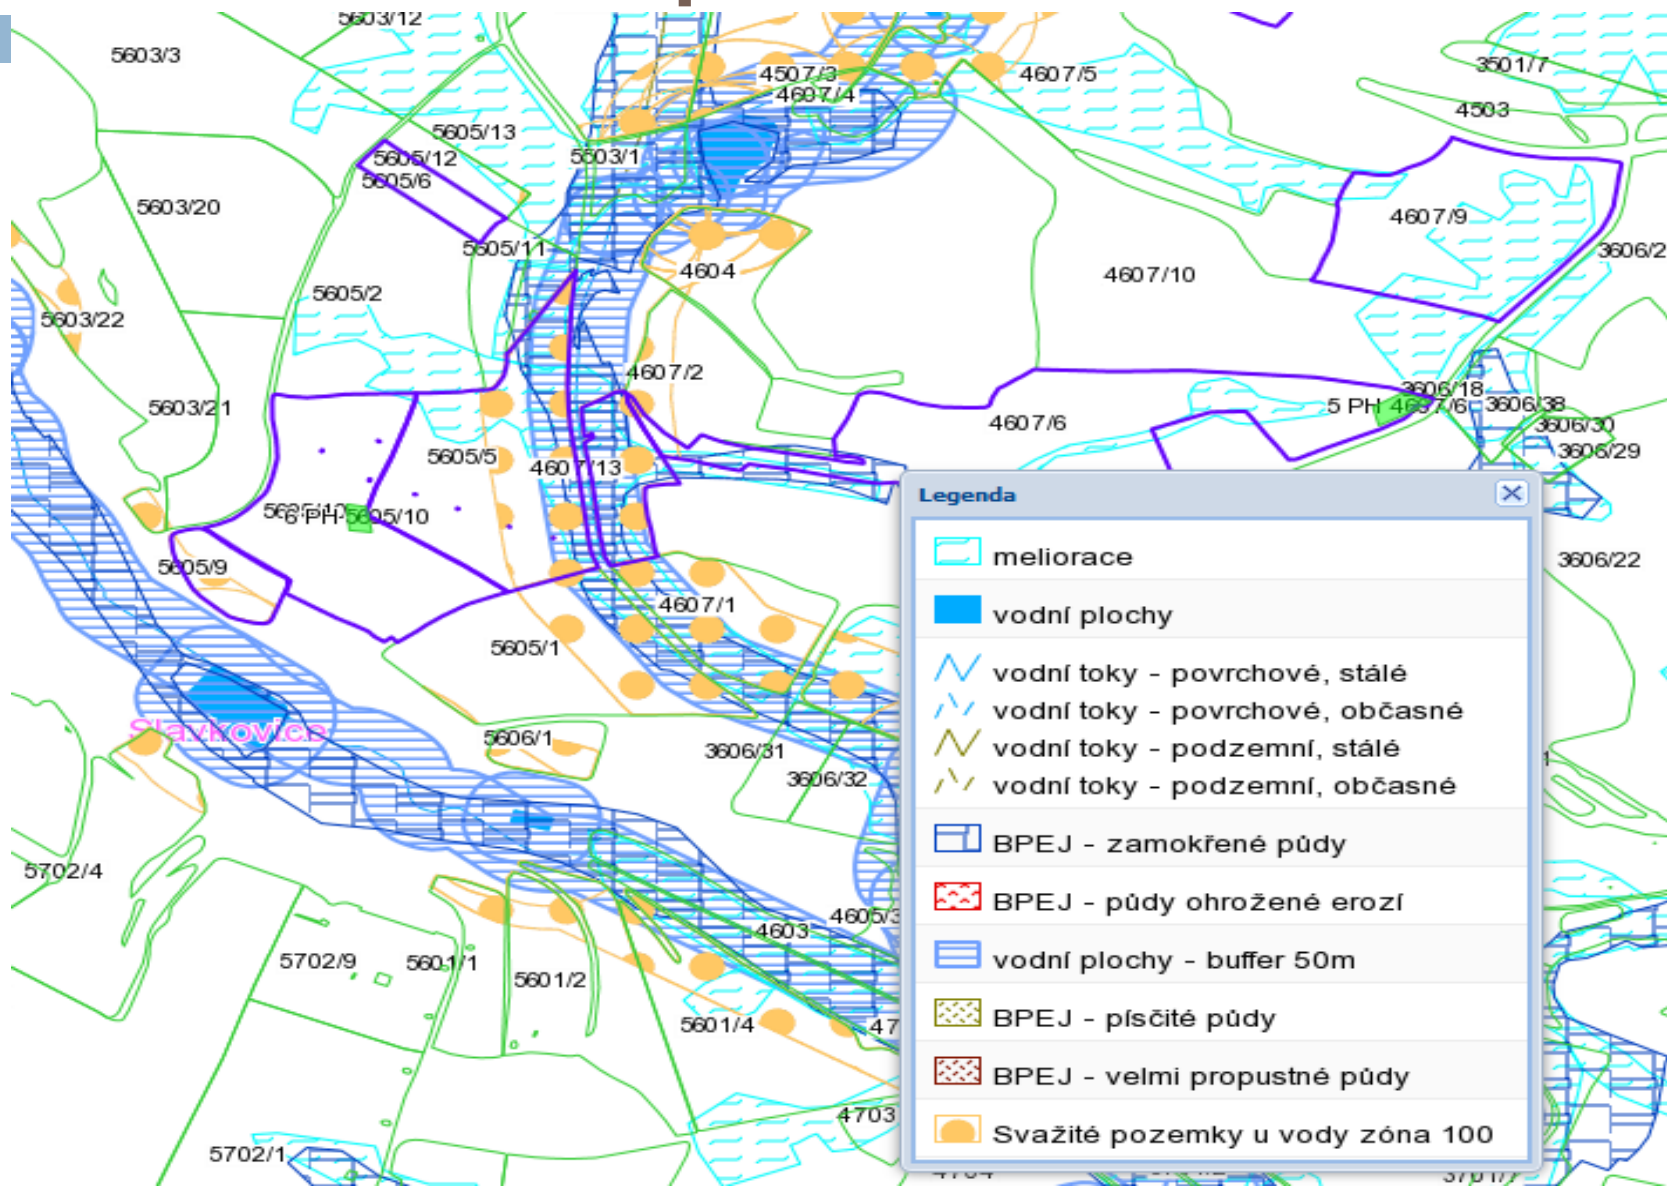 5603/12
5603/3
4507/3
4607/5
3501/7
4607/4
4503
5605/13
5605/12
5503/1
5605/6
5603/20
4607/9
5605/11
3606/2
4604
4607/10
5605/2
5603/22
4607/2
3606/18
5603/21
5 PH 4607/6
3606/38
4607/6
3606/30
3606/29
5605/5
4607/13
6 PH 5605/10
5605/9
3606/22
4607/1
5605/1
Slavkovice
5606/1
3606/31
3606/32
5702/4
4605/3
4603
5702/9
5601/1
5601/2
5601/4
47
4703
5702/1
Legenda
meliorace
vodní plochy
vodní toky - povrchové, stálé
vodní toky - povrchové, občasné
vodní toky - podzemní, stálé
vodní toky - podzemní, občasné
BPEJ - zamokřené půdy
BPEJ - půdy ohrožené erozí
vodní plochy - buffer 50m
BPEJ - písčité půdy
BPEJ - velmi propustné půdy
Svažité pozemky u vody zóna 100